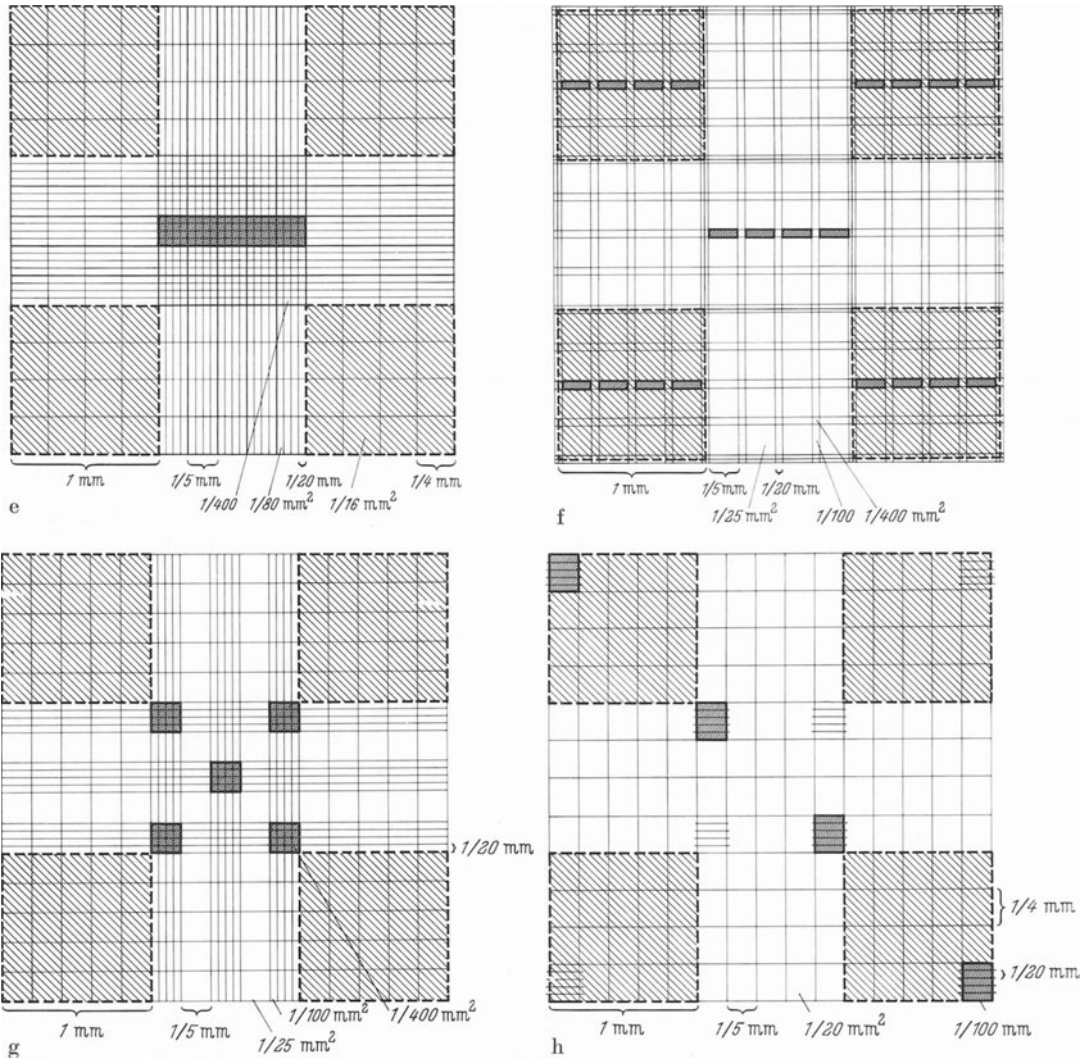 1 mm 1/5 mm 1/20 mm 1/4 mm
1/400 1/80 mm² 1/16 mm²
e
1 mm 1/5 mm 1/20 mm
1/25 mm² 1/100 1/400 mm²
f
1/20 mm
1 mm 1/5 mm 1/100 mm² 1/400 mm²
1/25 mm²
g
1/4 mm
1/20 mm
1 mm 1/5 mm 1/20 mm² 1/100 mm
h